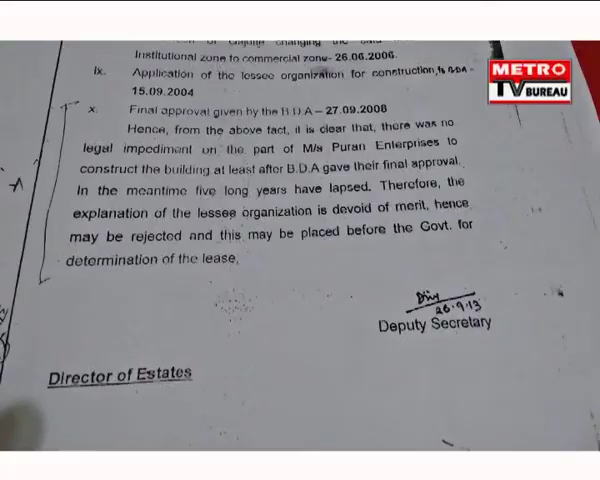 changing the
Institutional zone to commercial zone- 26.06.2006
METRO
TV BUREAU
ix. Application of the lessee organization for construction, to BDA -
15.09.2004
x. Final approval given by the B.D.A - 27.09.2008
Hence, from the above fact, it is clear that, there was no
legal impediment on the part of M/s Puran Enterprises to
construct the building at least after B.D.A gave their final approval.
In the meantime five long years have lapsed. Therefore, the
explanation of the lessee organization is devoid of merit, hence
may be rejected and this may be placed before the Govt. for
determination of the lease.
26.9.13
Deputy Secretary
Director of Estates